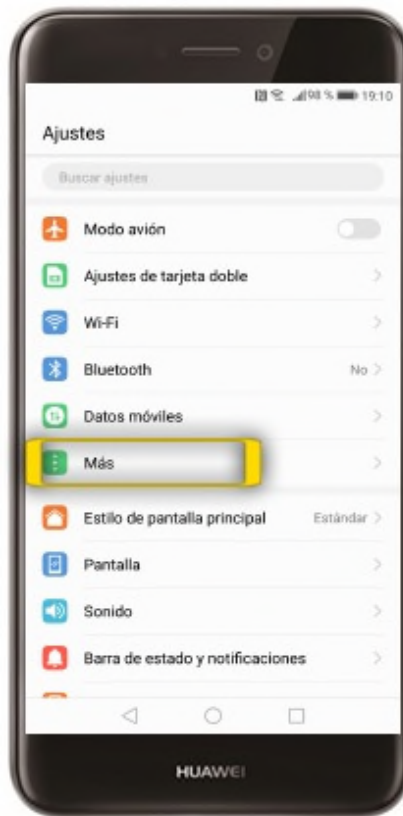 98 % 19:10
Ajustes
Buscar ajustes
Modo avión
Ajustes de tarjeta doble
Wi-Fi
Bluetooth No
Datos móviles
Más
Estilo de pantalla principal Estándar
Pantalla
Sonido
Barra de estado y notificaciones
HUAWEI